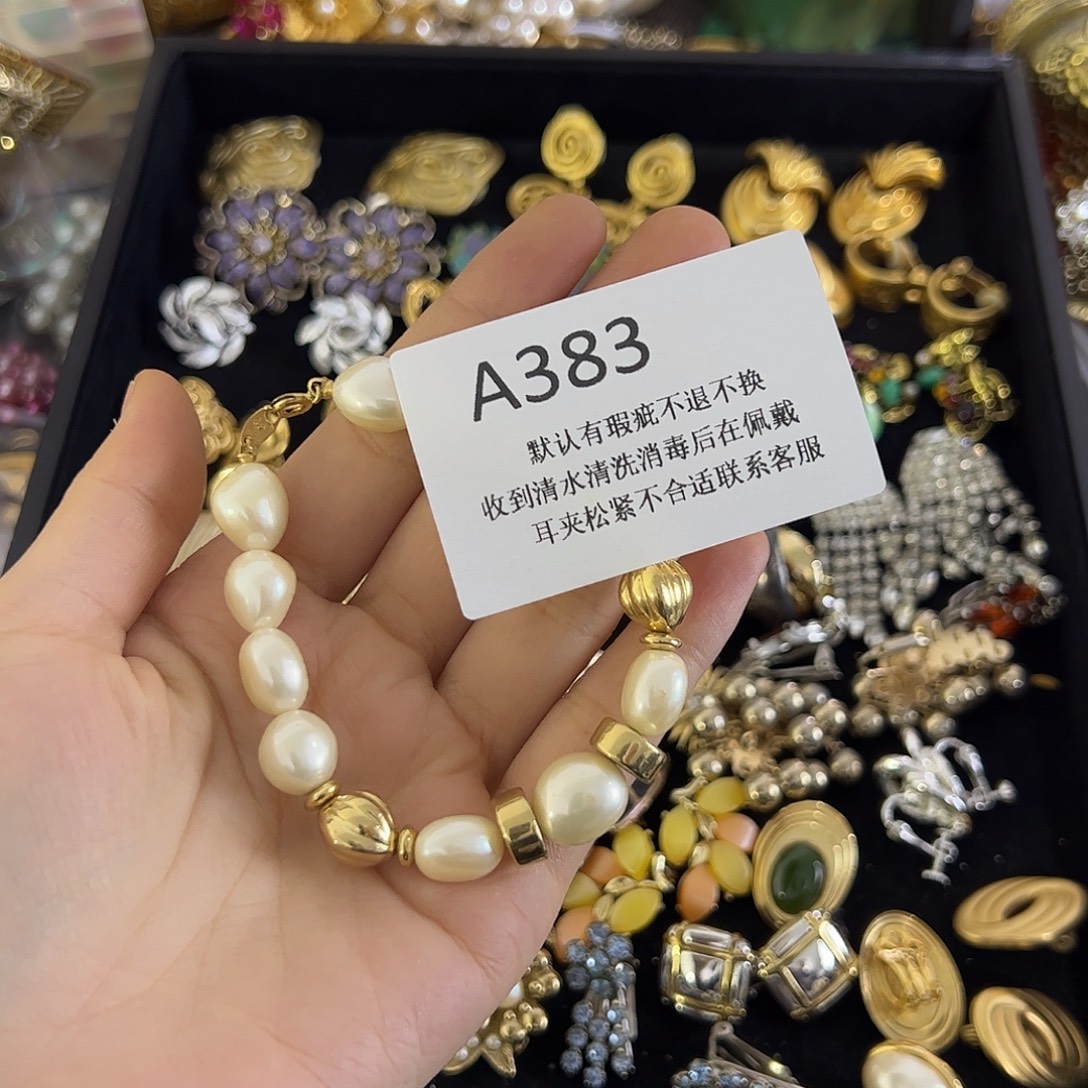 A383
默认有瑕疵不退不换
收到清水清洗消毒后在佩戴
耳夹松紧不合适联系客服